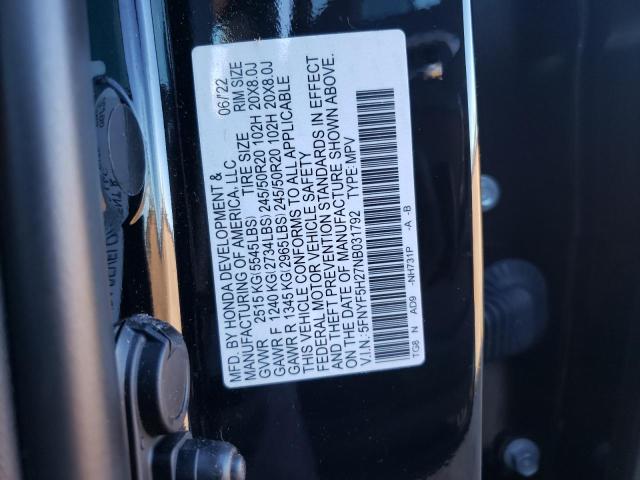 MFD. BY HONDA DEVELOPMENT & 06/22
MANUFACTURING OF AMERICA, LLC
GVWR 2515 KG(5545LBS) TIRE SIZE RIM SIZE
GAWR F 1240 KG(2734LBS) 245/50R20 102H 20X8.0J
GAWR R 1345 KG(2965LBS) 245/50R20 102H 20X8.0J
THIS VEHICLE CONFORMS TO ALL APPLICABLE
FEDERAL MOTOR VEHICLE SAFETY
AND THEFT PREVENTION STANDARDS IN EFFECT
ON THE DATE OF MANUFACTURE SHOWN ABOVE.
V.I.N: 5FNYF5H27NB031792 TYPE: MPV
TG8 N AD9 -NH731P -A -B